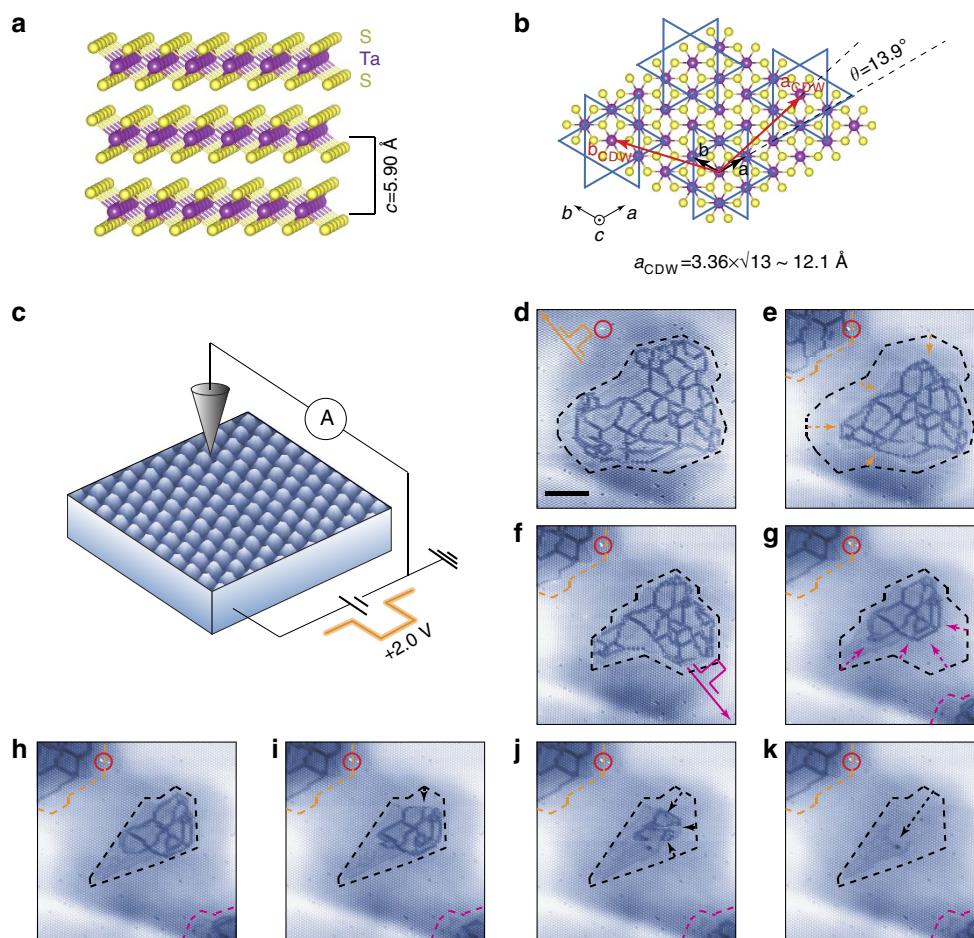 a
S
Ta
S
c=5.90 Å
b
a_CDW
θ=13.9°
b_CDW
b
a
b
a
c
a_CDW=3.36×√13 ~ 12.1 Å
c
A
+2.0 V
d
e
f
g
h
i
j
k